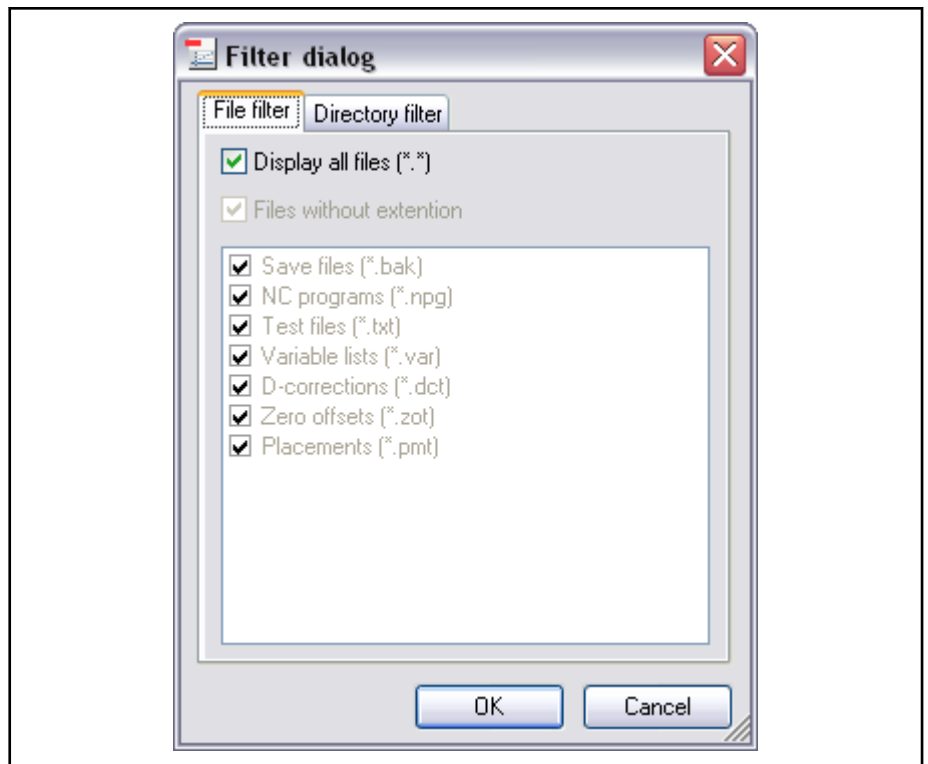 Filter dialog
File filter
Directory filter
Display all files (*.*)
Files without extention
Save files (*.bak)
NC programs (*.npg)
Test files (*.txt)
Variable lists (*.var)
D-corrections (*.dct)
Zero offsets (*.zot)
Placements (*.pmt)
OK
Cancel